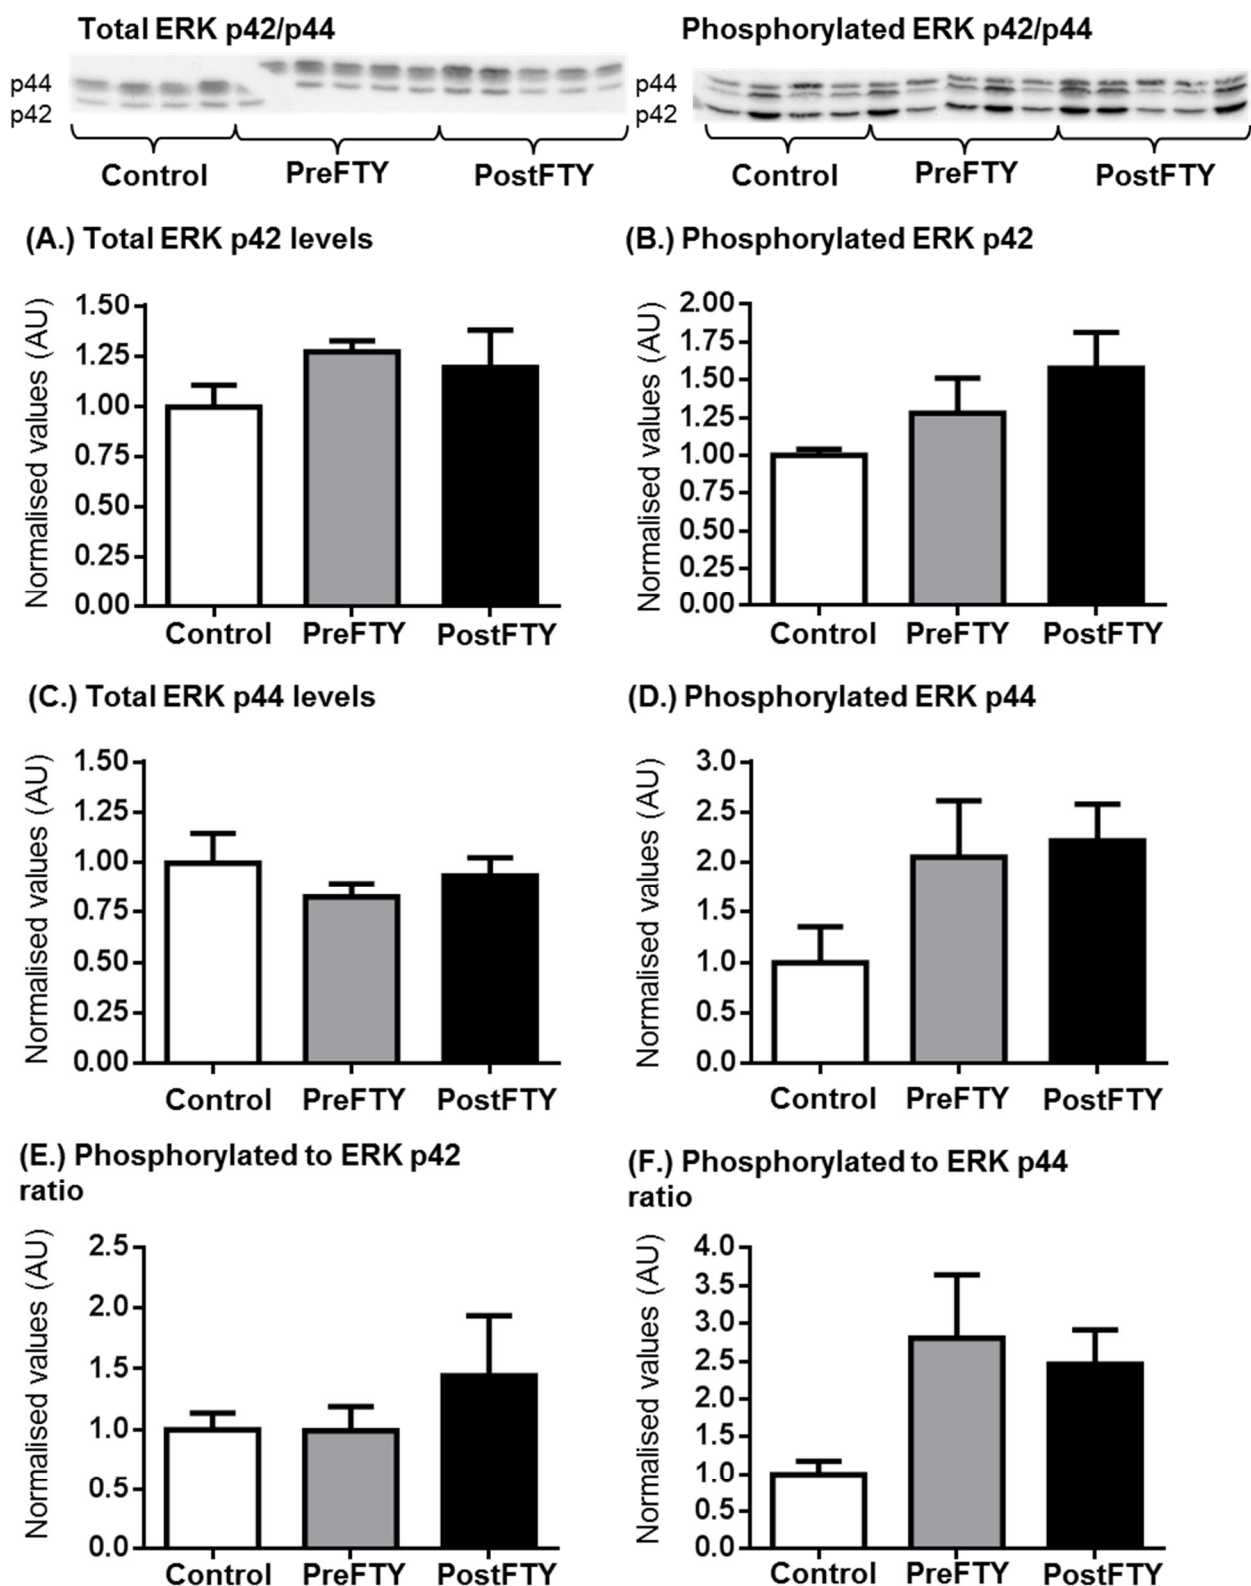 Total ERK p42/p44
Phosphorylated ERK p42/p44
p44
p42
p44
p42
Control
PreFTY
PostFTY
Control
PreFTY
PostFTY
(A.) Total ERK p42 levels
Normalised values (AU)
1.50
1.25
1.00
0.75
0.50
0.25
0.00
Control
PreFTY
PostFTY
(B.) Phosphorylated ERK p42
Normalised values (AU)
2.00
1.75
1.50
1.25
1.00
0.75
0.50
0.25
0.00
Control
PreFTY
PostFTY
(C.) Total ERK p44 levels
Normalised values (AU)
1.50
1.25
1.00
0.75
0.50
0.25
0.00
Control
PreFTY
PostFTY
(D.) Phosphorylated ERK p44
Normalised values (AU)
3.0
2.5
2.0
1.5
1.0
0.5
0.0
Control
PreFTY
PostFTY
(E.) Phosphorylated to ERK p42
ratio
Normalised values (AU)
2.5
2.0
1.5
1.0
0.5
0.0
Control
PreFTY
PostFTY
(F.) Phosphorylated to ERK p44
ratio
Normalised values (AU)
4.0
3.5
3.0
2.5
2.0
1.5
1.0
0.5
0.0
Control
PreFTY
PostFTY